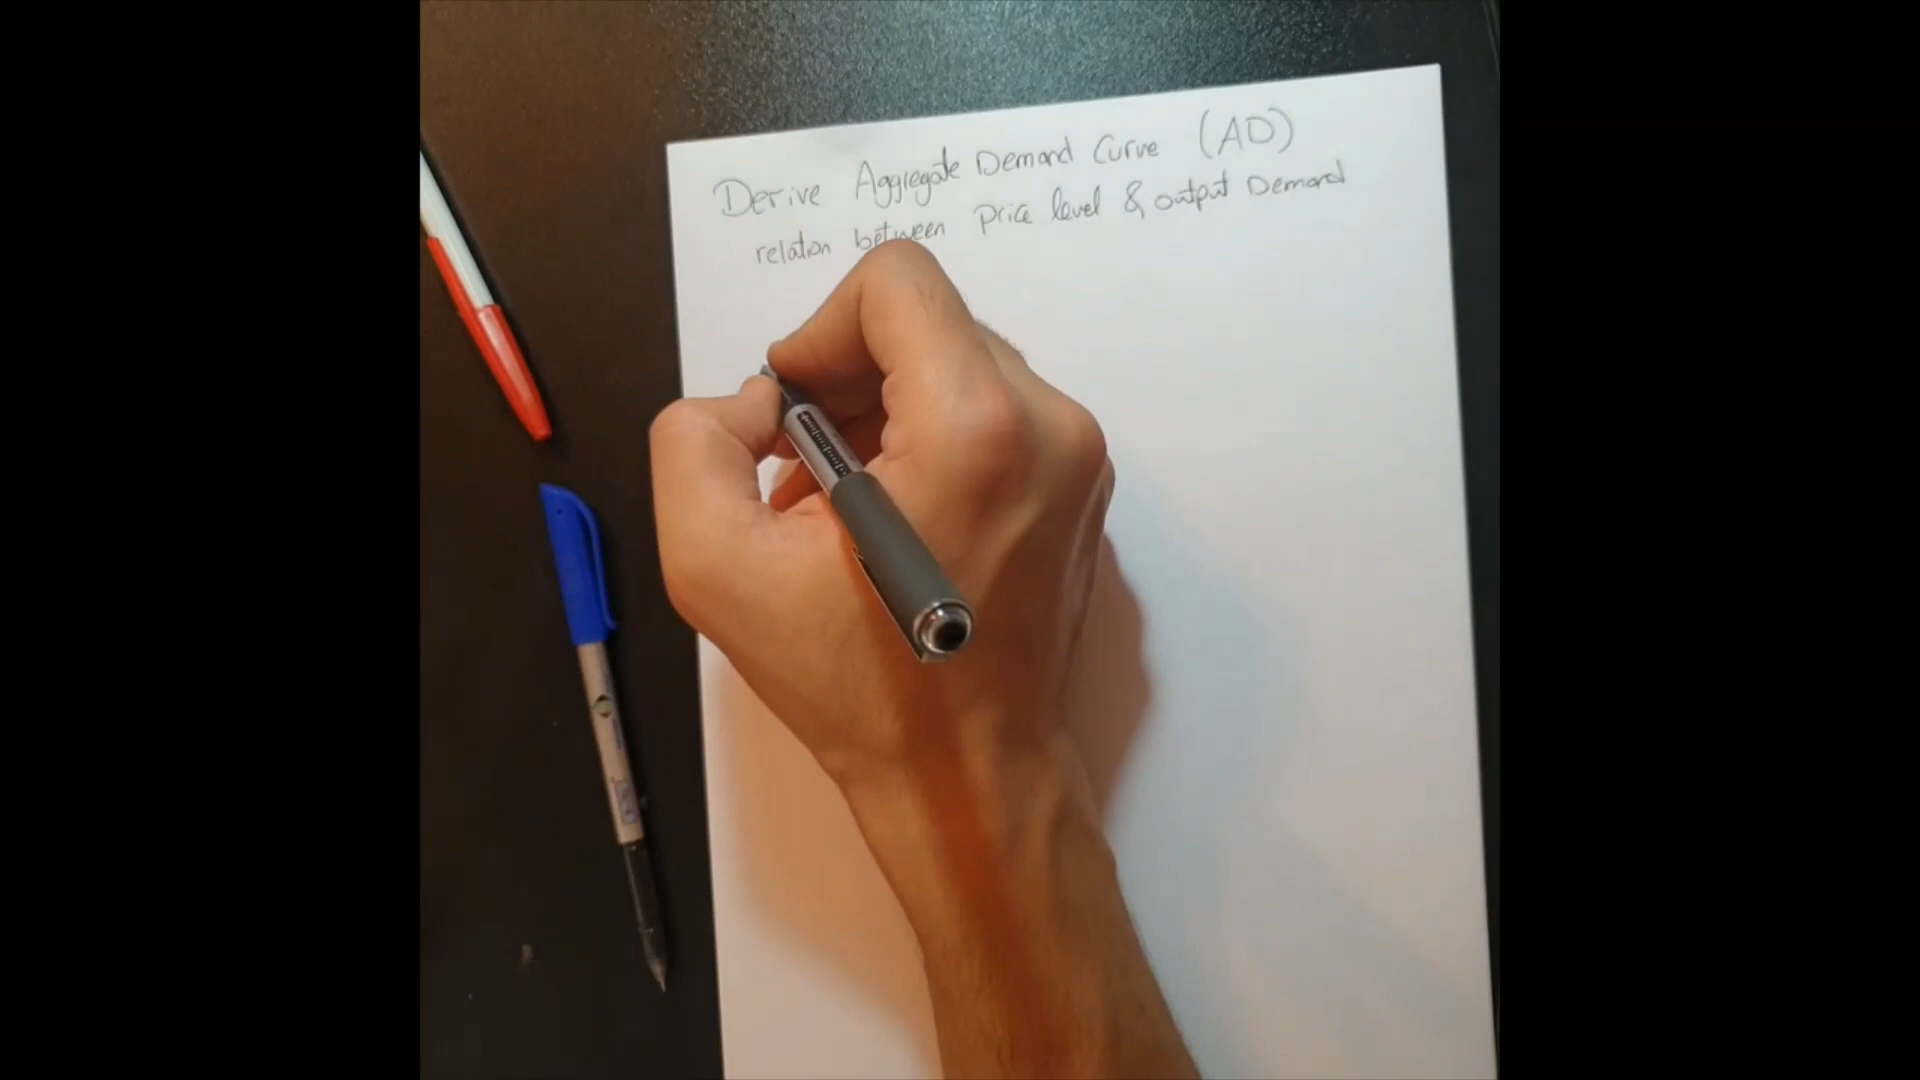 Derive Aggregate Demand Curve (AD)
relation between price level & output Demand